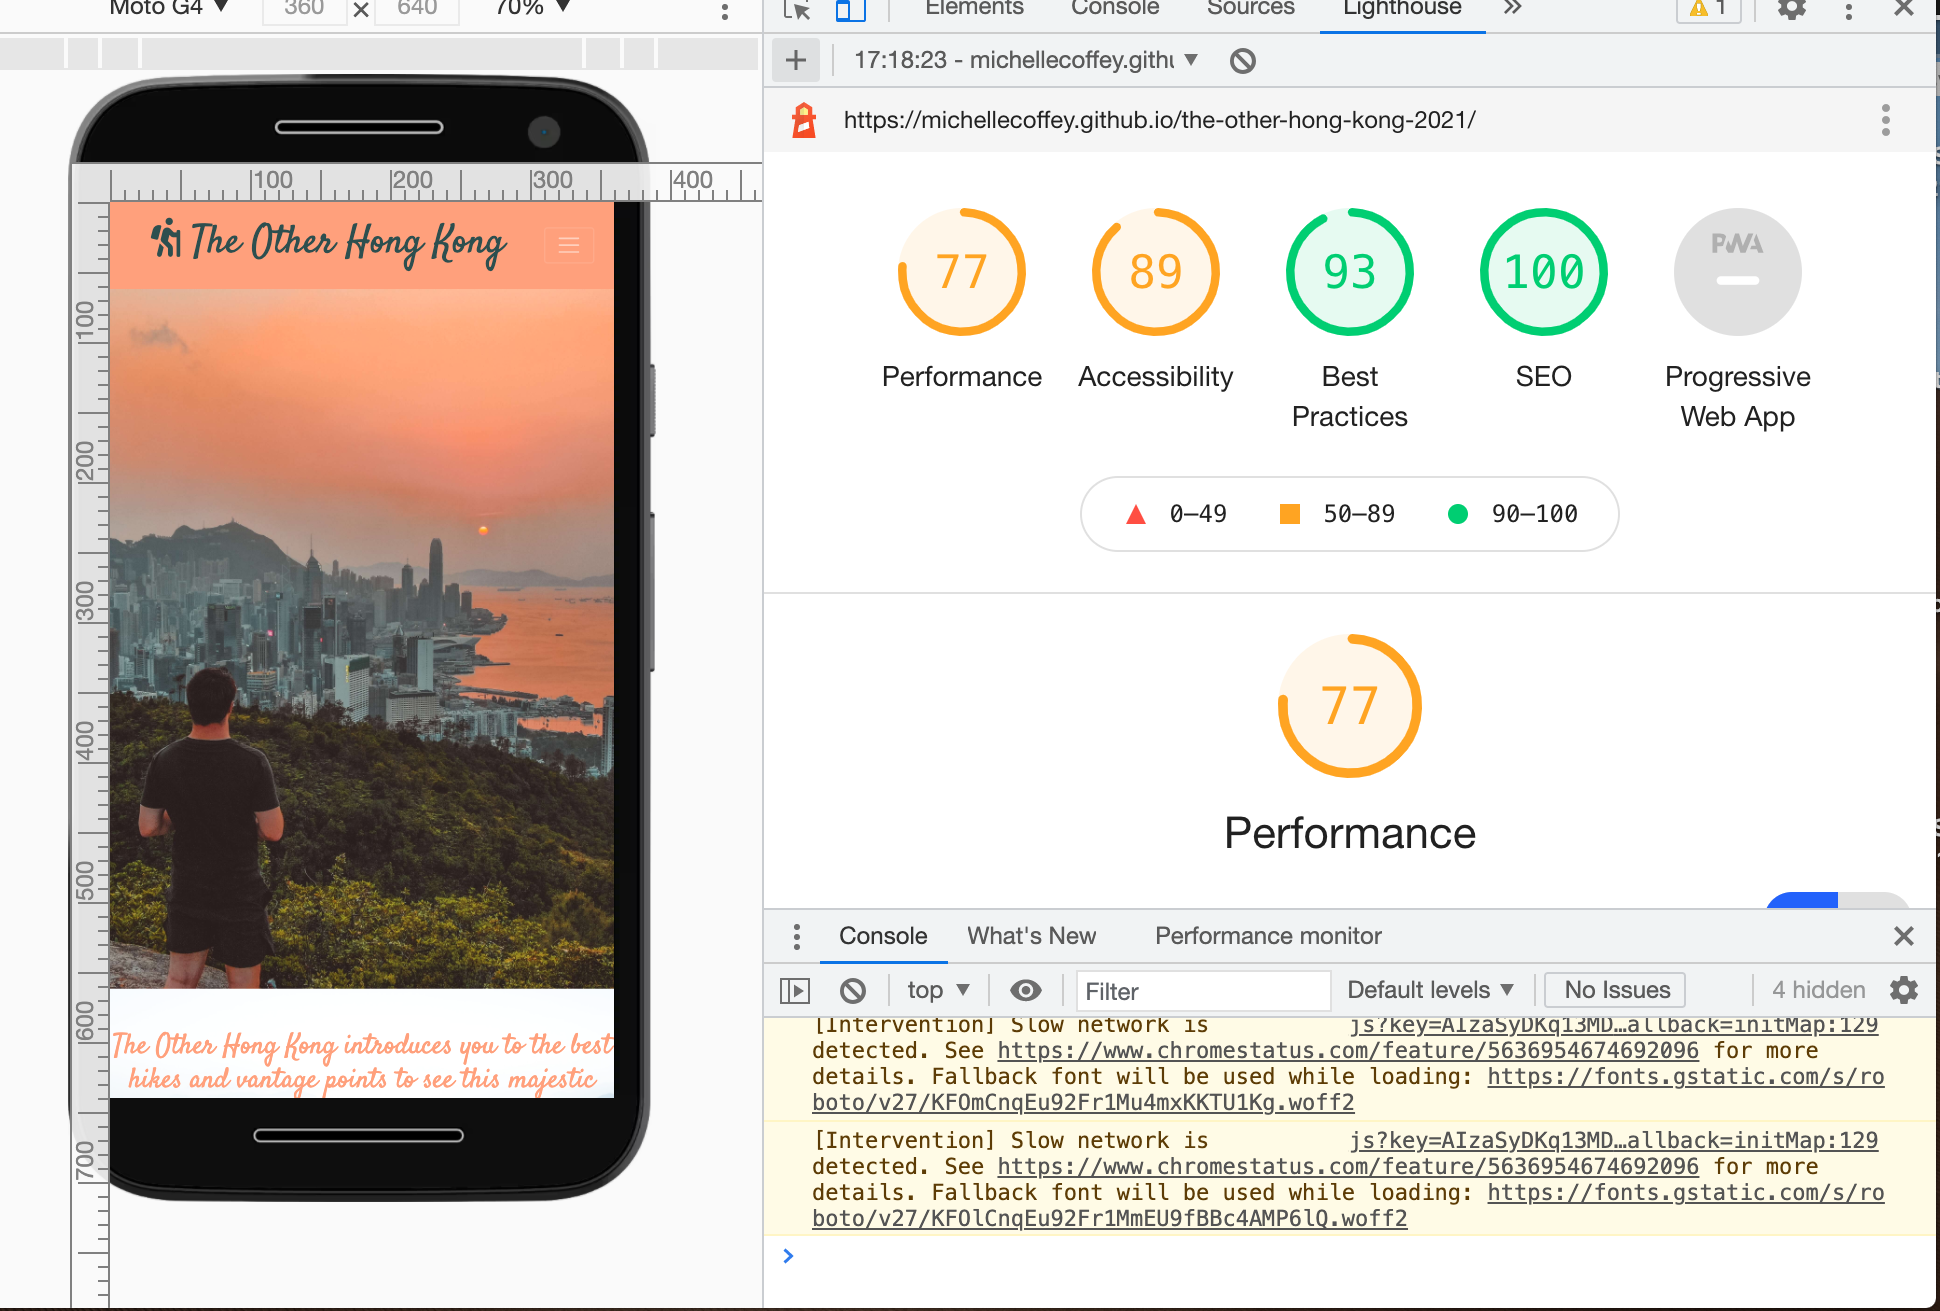 Moto G4 ▼ 360 × 640 70% ▼
Elements Console Sources Lighthouse » 1
17:18:23 - michellecoffey.githu ▼
https://michellecoffey.github.io/the-other-hong-kong-2021/
100 200 300 400
The Other Hong Kong
100
200
300
400
500
600
700
The Other Hong Kong introduces you to the best
hikes and vantage points to see this majestic
77 89 93 100 PWA
Performance Accessibility Best Practices SEO Progressive Web App
0–49 50–89 90–100
77
Performance
Console What's New Performance monitor
top ▼ Filter Default levels ▼ No Issues 4 hidden
[Intervention] Slow network is js?key=AIzaSyDKq13MD…allback=initMap:129
detected. See https://www.chromestatus.com/feature/5636954674692096 for more
details. Fallback font will be used while loading: https://fonts.gstatic.com/s/ro
boto/v27/KFOmCnqEu92Fr1Mu4mxKKTU1Kg.woff2
[Intervention] Slow network is js?key=AIzaSyDKq13MD…allback=initMap:129
detected. See https://www.chromestatus.com/feature/5636954674692096 for more
details. Fallback font will be used while loading: https://fonts.gstatic.com/s/ro
boto/v27/KFOlCnqEu92Fr1MmEU9fBBc4AMP6lQ.woff2